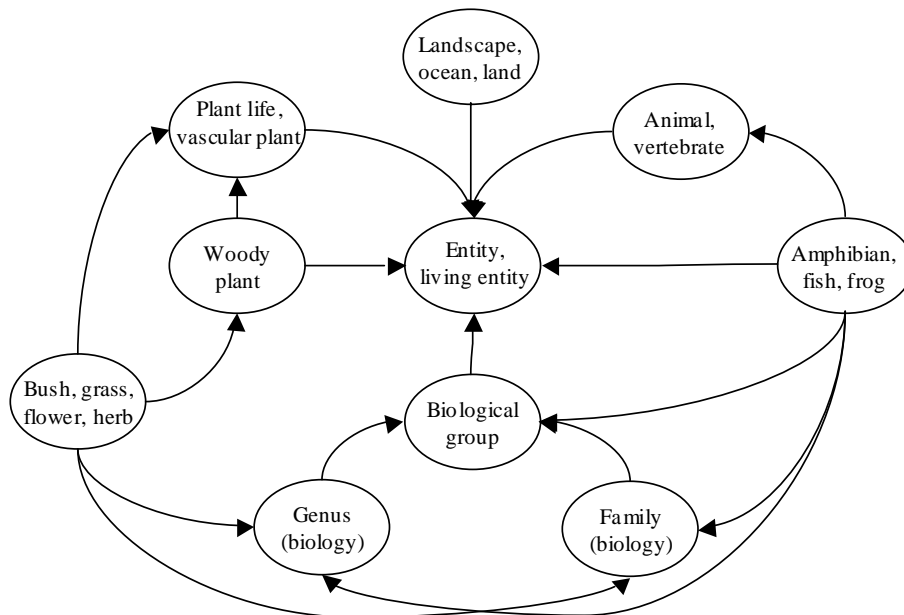 Landscape,
ocean, land
Plant life,
vascular plant
Animal,
vertebrate
Woody
plant
Entity,
living entity
Amphibian,
fish, frog
Bush, grass,
flower, herb
Biological
group
Genus
(biology)
Family
(biology)